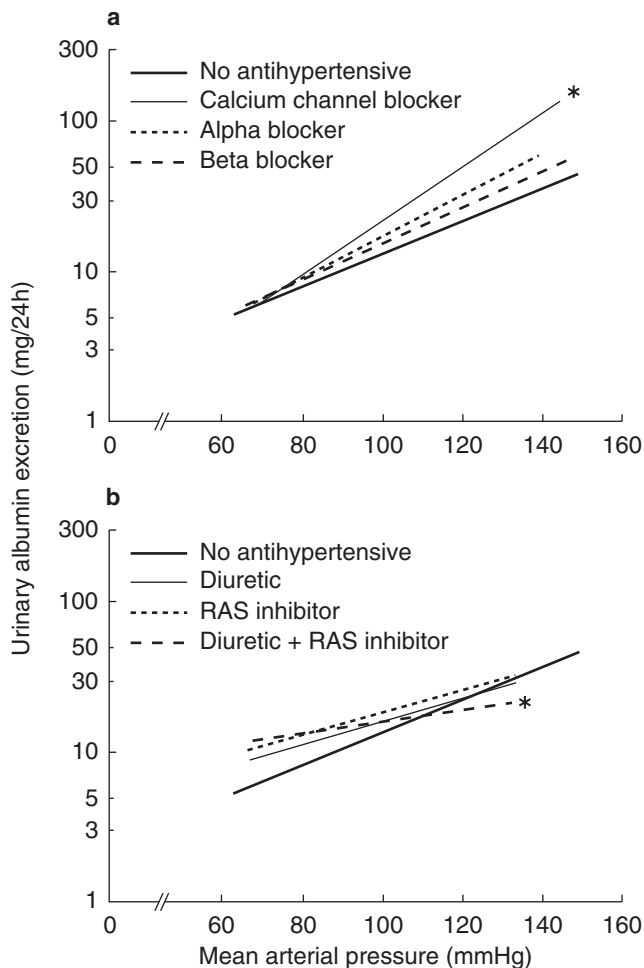 a
300
100
50
30
10
5
3
1
No antihypertensive
Calcium channel blocker
Alpha blocker
Beta blocker
*
0 // 60 80 100 120 140 160
Urinary albumin excretion (mg/24h)
b
300
100
50
30
10
5
3
1
No antihypertensive
Diuretic
RAS inhibitor
Diuretic + RAS inhibitor
*
0 // 60 80 100 120 140 160
Mean arterial pressure (mmHg)